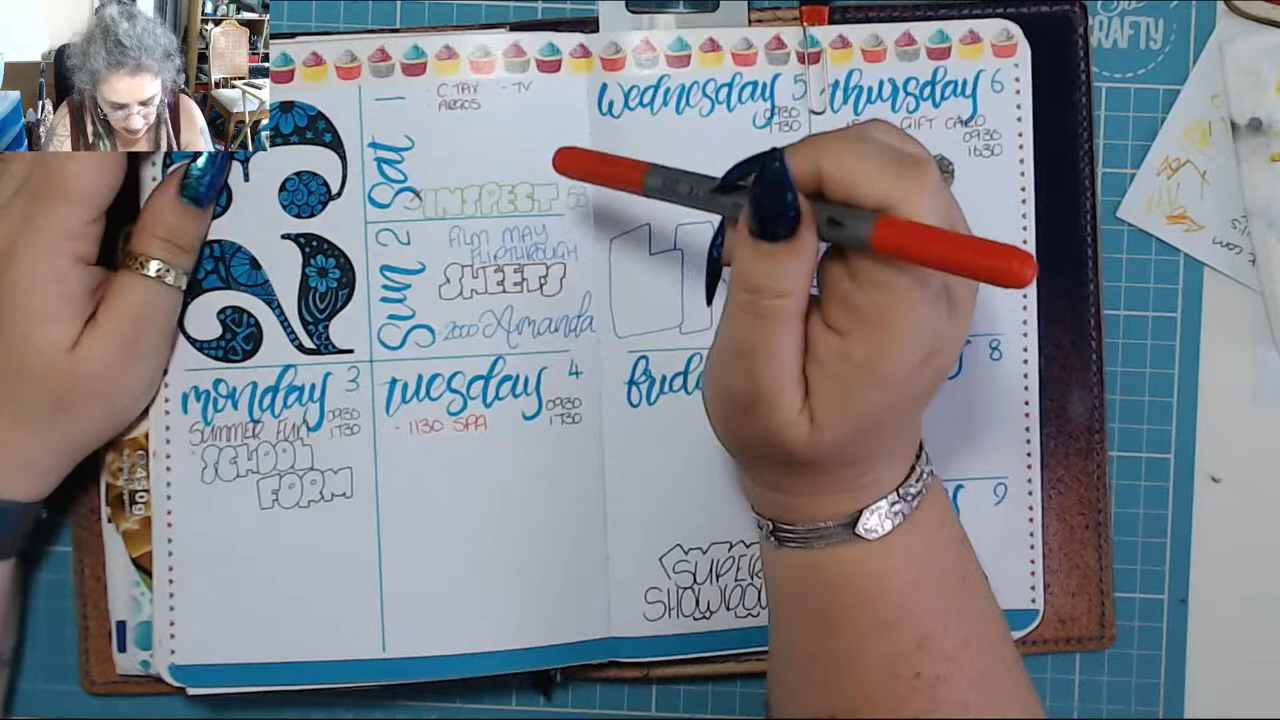 CRAFTY
Sat 1
C.TAX · TV
ARGOS
INSPECT
Sun 2
FILM MAY
FLIPTHROUGH
SHEETS
2000 Amanda
monday 3
0930
1730
SUMMER FUN
SCHOOL
FORM
tuesday 4
0930
1730
· 1130 SPA
wednesday 5
0930
1730
thursday 6
GIFT CARD
0930
1630
8
9
SUPER